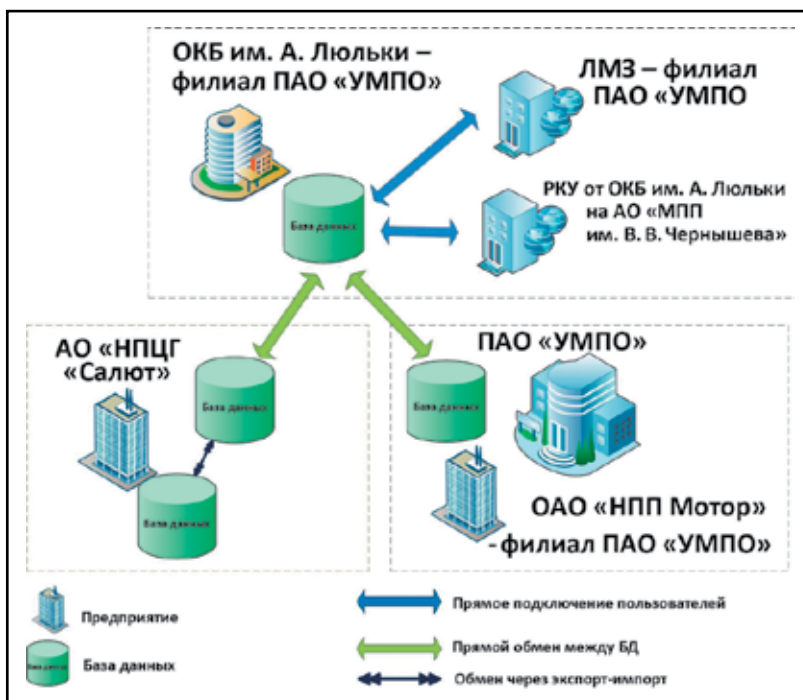 ОКБ им. А. Люльки –
филиал ПАО «УМПО»
ЛМЗ – филиал
ПАО «УМПО
РКУ от ОКБ им. А. Люльки
на АО «МПП
им. В. В. Чернышева»
База данных
АО «НПЦГ
«Салют»
База данных
База данных
ПАО «УМПО»
База данных
ОАО «НПП Мотор»
- филиал ПАО «УМПО»
Предприятие
База данных
Прямое подключение пользователей
Прямой обмен между БД
Обмен через экспорт-импорт